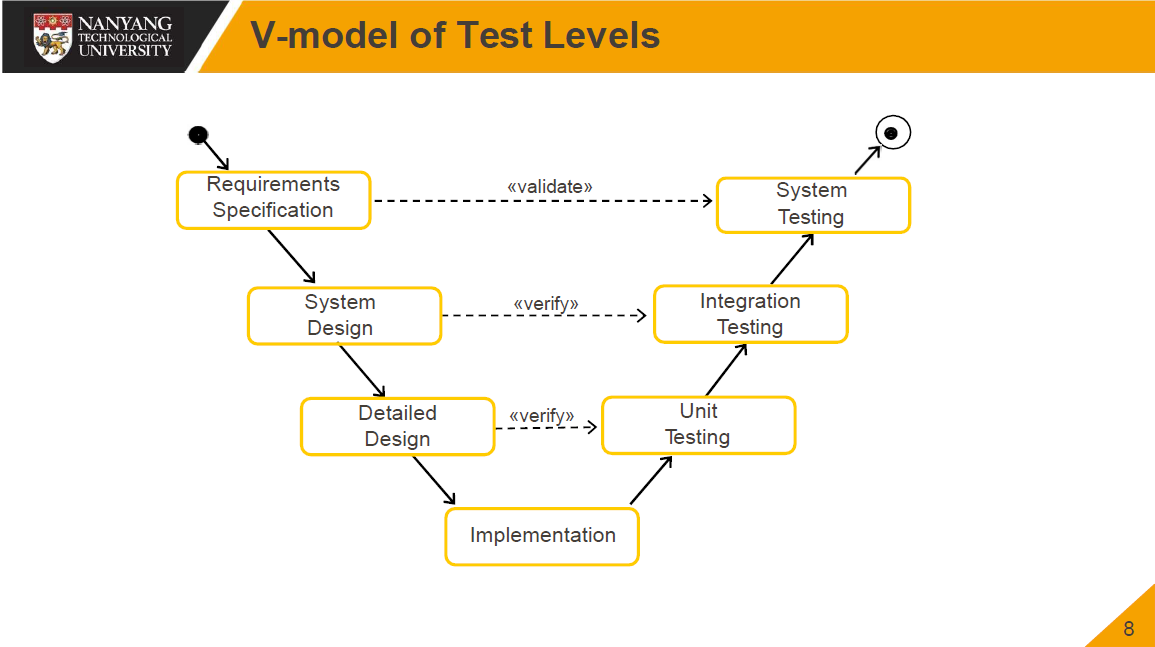 NANYANG
TECHNOLOGICAL
UNIVERSITY
V-model of Test Levels
Requirements
Specification
«validate»
System
Testing
System
Design
«verify»
Integration
Testing
Detailed
Design
«verify»
Unit
Testing
Implementation
8